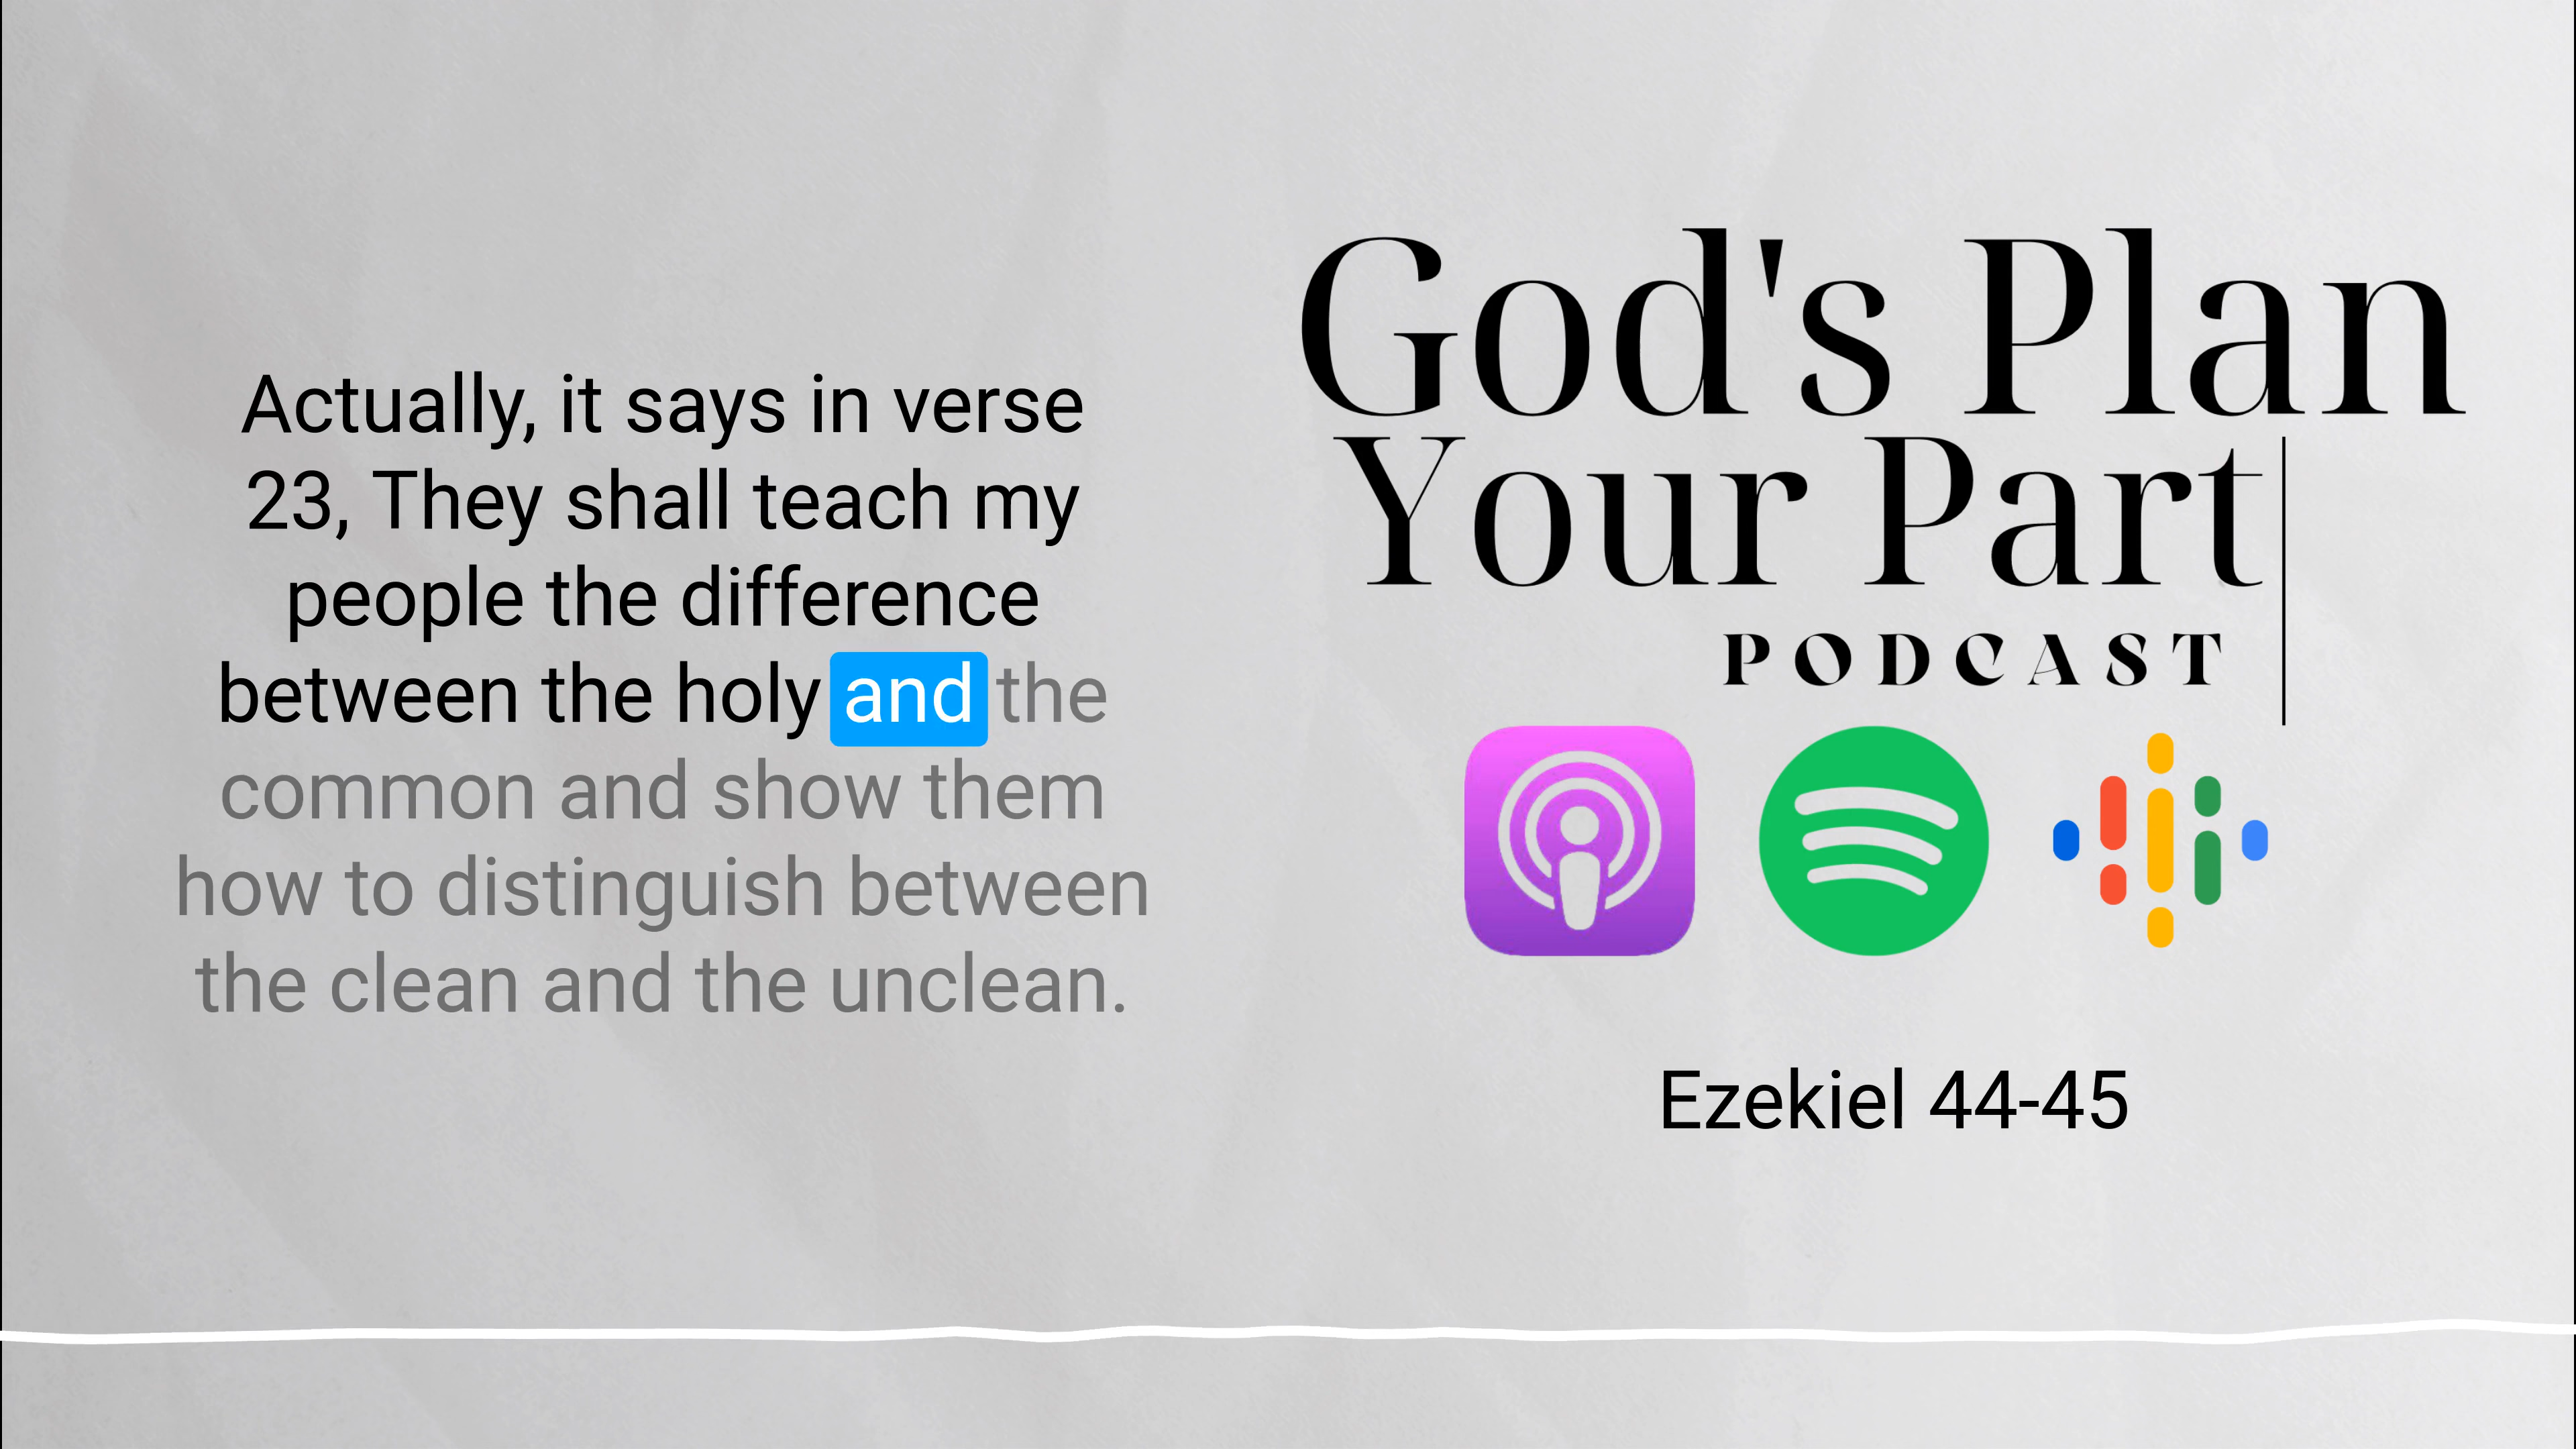 Actually, it says in verse
23, They shall teach my
people the difference
between the holy and the
common and show them
how to distinguish between
the clean and the unclean.
God's Plan
Your Part
PODCAST
Ezekiel 44-45